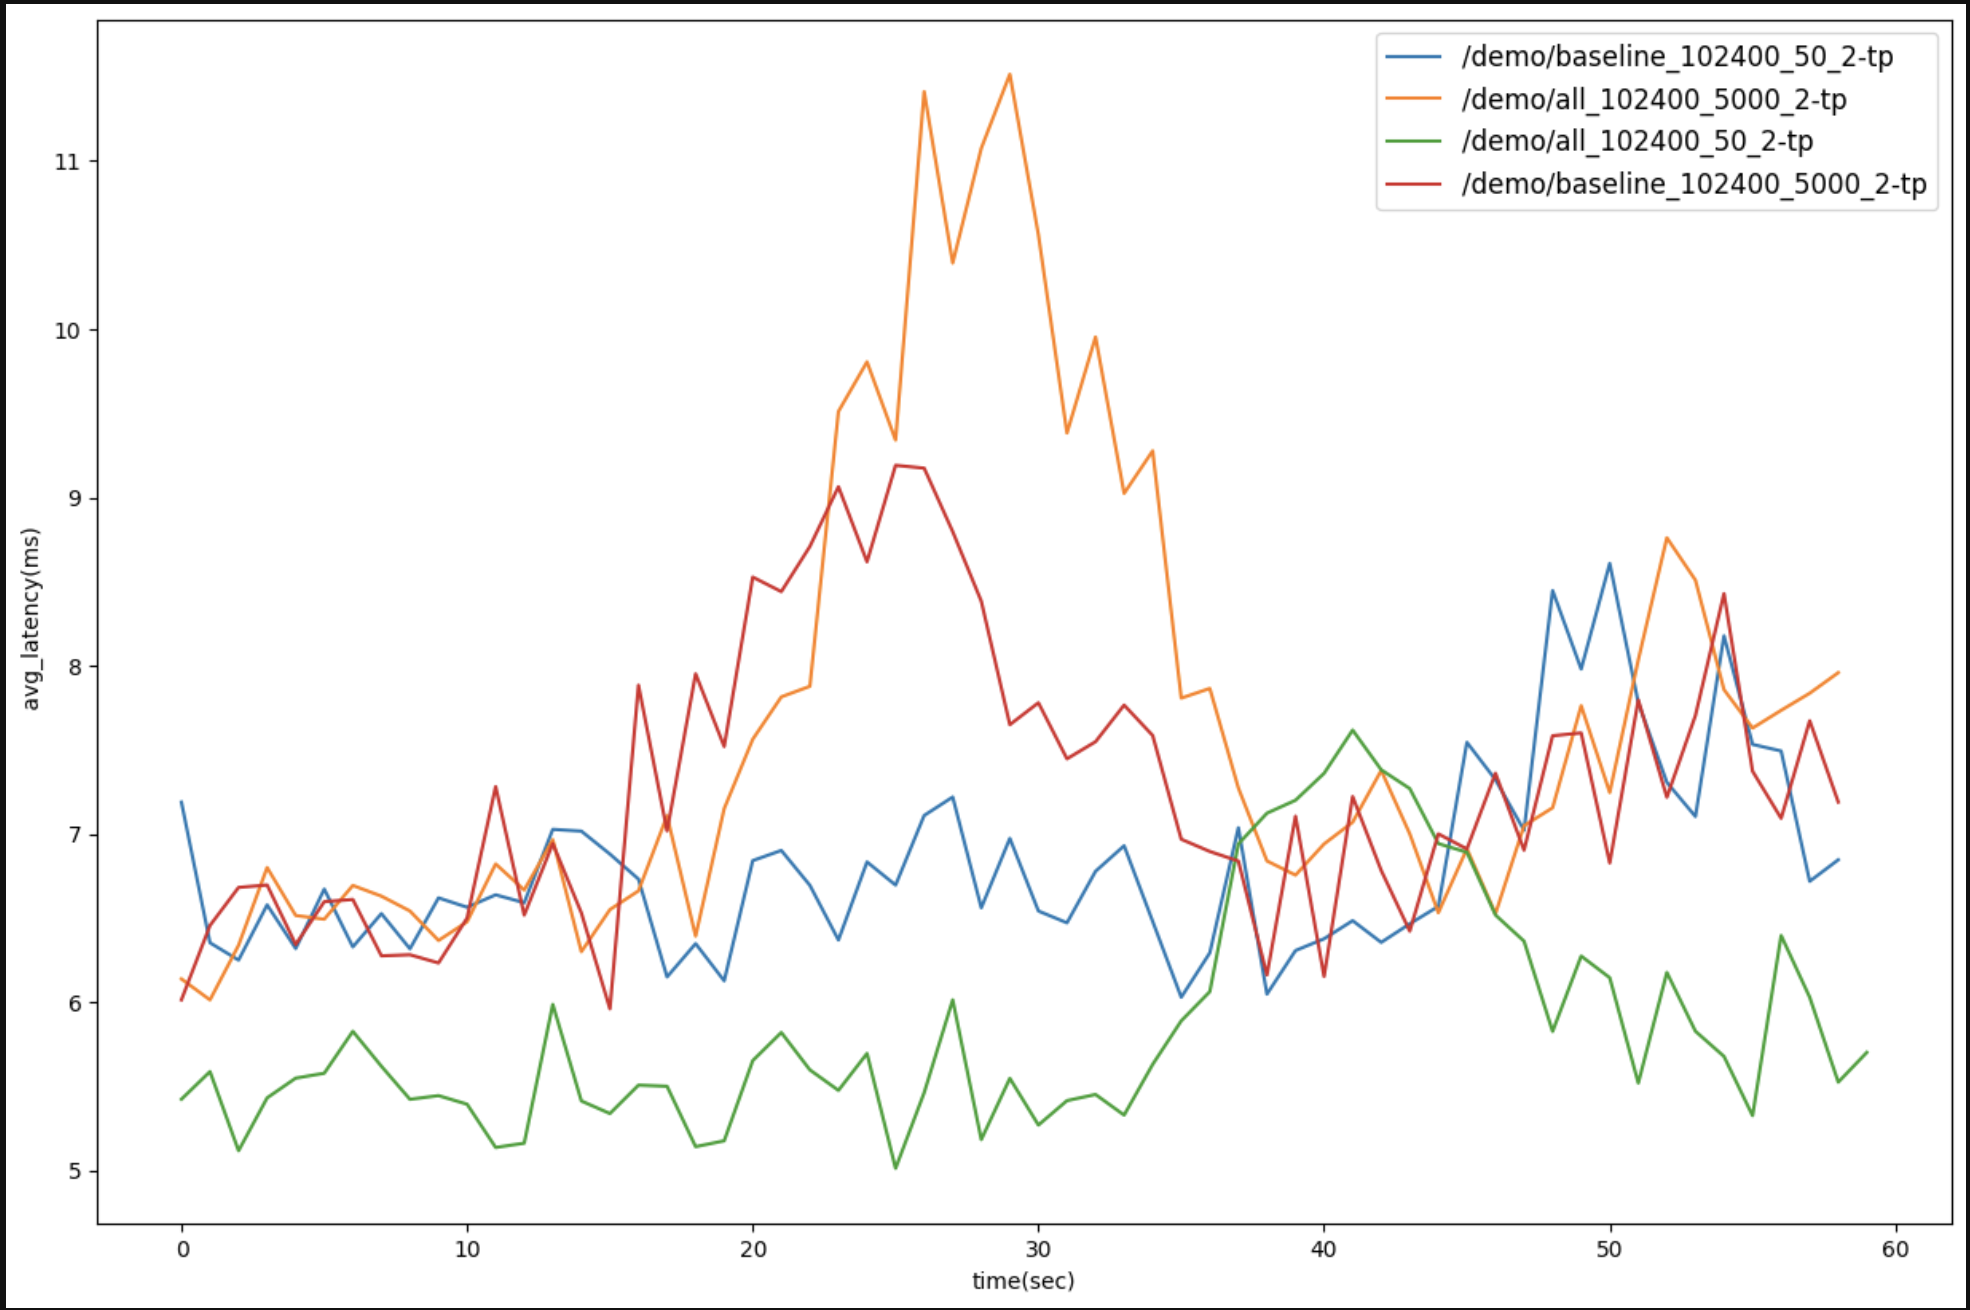 /demo/baseline_102400_50_2-tp
/demo/all_102400_5000_2-tp
/demo/all_102400_50_2-tp
/demo/baseline_102400_5000_2-tp
11
10
9
8
7
6
5
avg_latency(ms)
0 10 20 30 40 50 60
time(sec)